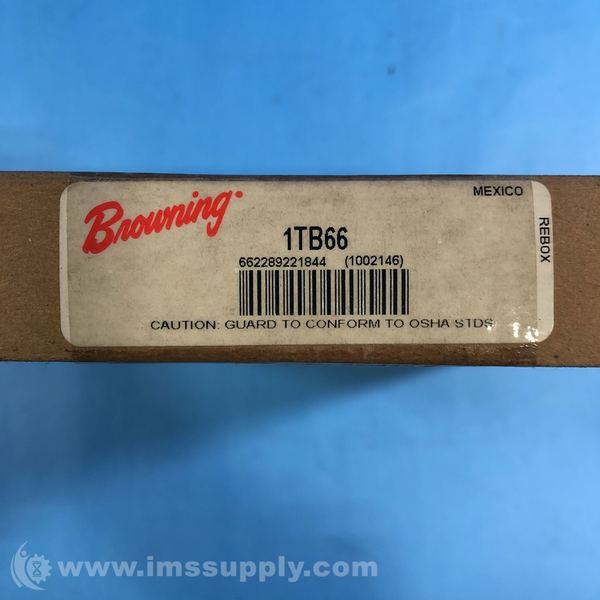 Browning
MEXICO
REBOX
1TB66
662289221844 (1002146)
CAUTION: GUARD TO CONFORM TO OSHA STDS
www.imssupply.com